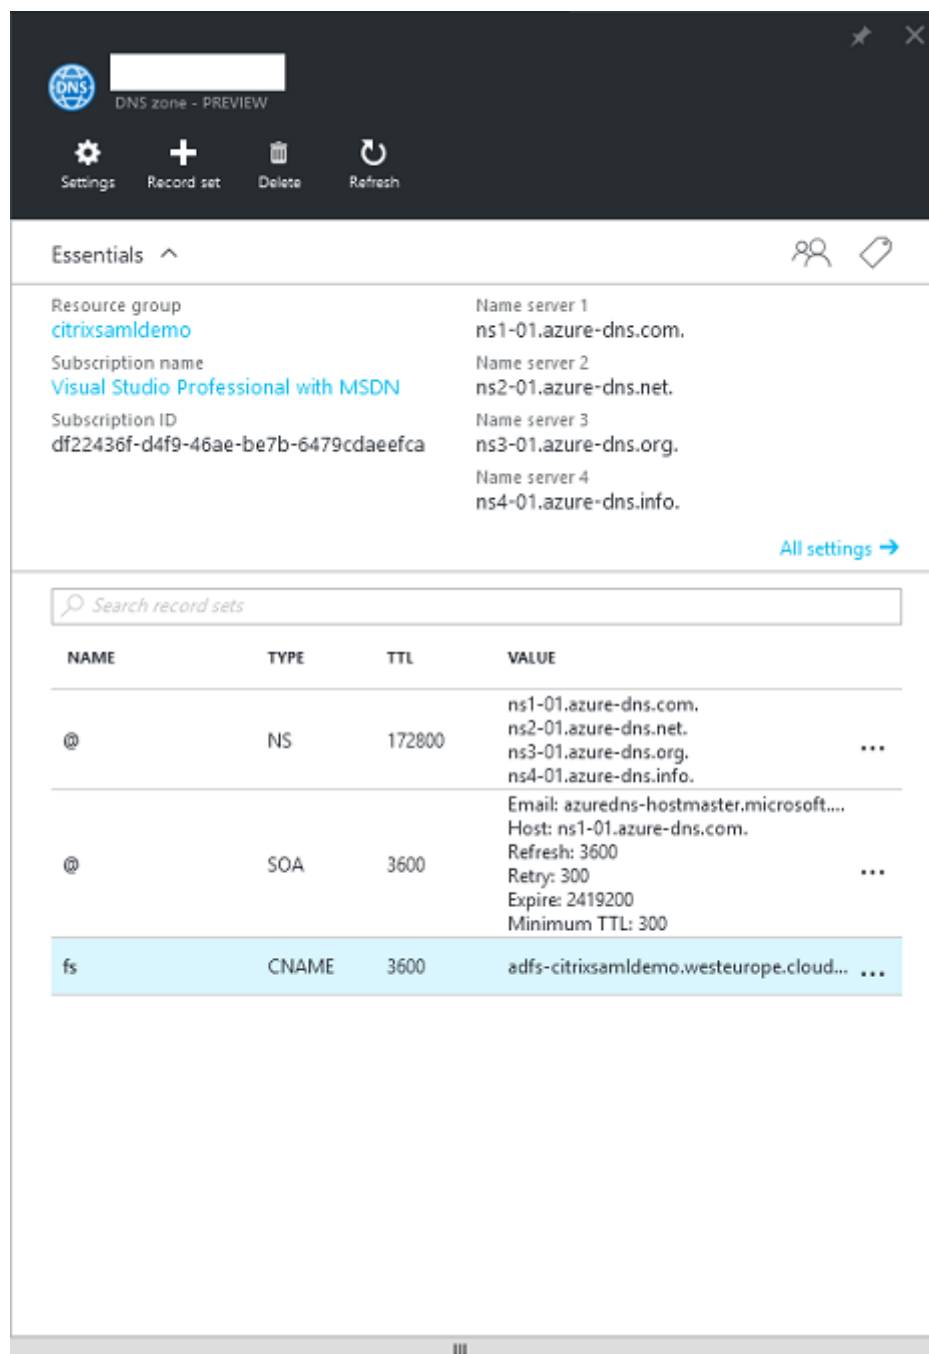 DNS
DNS zone - PREVIEW
Settings
Record set
Delete
Refresh
Essentials
Resource group
citrixsamldemo
Subscription name
Visual Studio Professional with MSDN
Subscription ID
df22436f-d4f9-46ae-be7b-6479cdaeefca
Name server 1
ns1-01.azure-dns.com.
Name server 2
ns2-01.azure-dns.net.
Name server 3
ns3-01.azure-dns.org.
Name server 4
ns4-01.azure-dns.info.
All settings →
Search record sets
NAME TYPE TTL VALUE
@ NS 172800 ns1-01.azure-dns.com.
ns2-01.azure-dns.net.
ns3-01.azure-dns.org.
ns4-01.azure-dns.info.
...
@ SOA 3600 Email: azuredns-hostmaster.microsoft....
Host: ns1-01.azure-dns.com.
Refresh: 3600
Retry: 300
Expire: 2419200
Minimum TTL: 300
...
fs CNAME 3600 adfs-citrixsamldemo.westeurope.cloud... ...